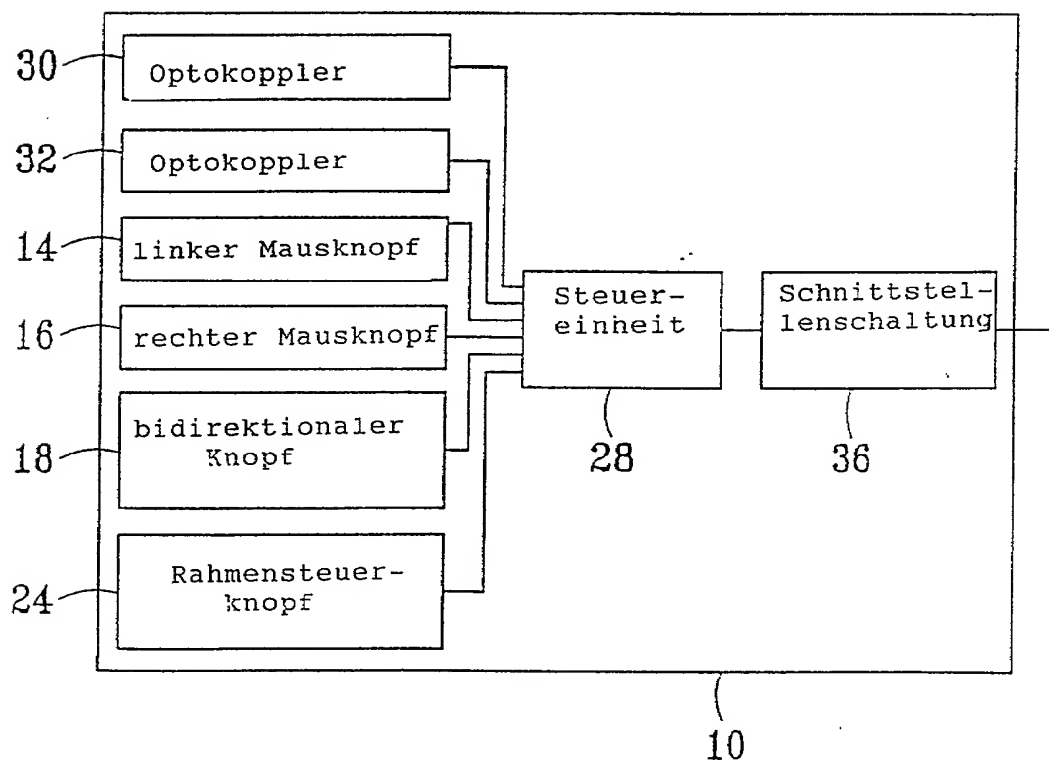 30
Optokoppler
32
Optokoppler
14
linker Mausknopf
16
rechter Mausknopf
18
bidirektionaler
Knopf
24
Rahmensteuer-
knopf
Steuer-
einheit
28
Schnittstel-
lenschaltung
36
10